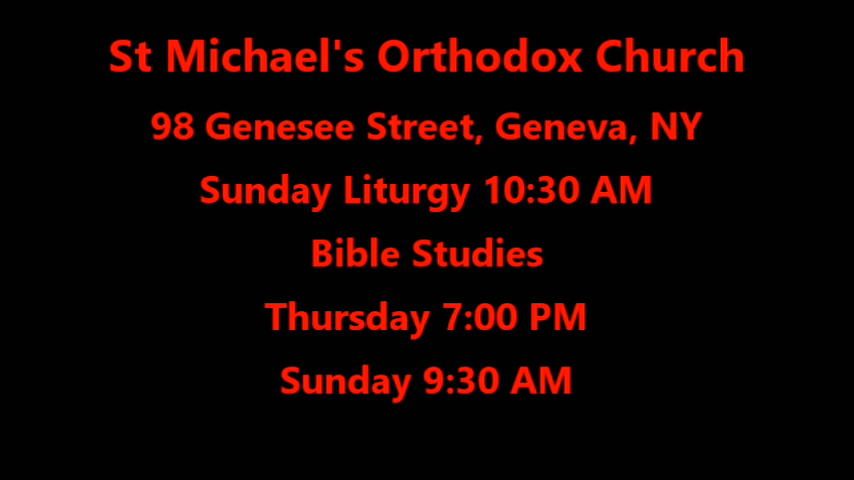 St Michael's Orthodox Church
98 Genesee Street, Geneva, NY
Sunday Liturgy 10:30 AM
Bible Studies
Thursday 7:00 PM
Sunday 9:30 AM